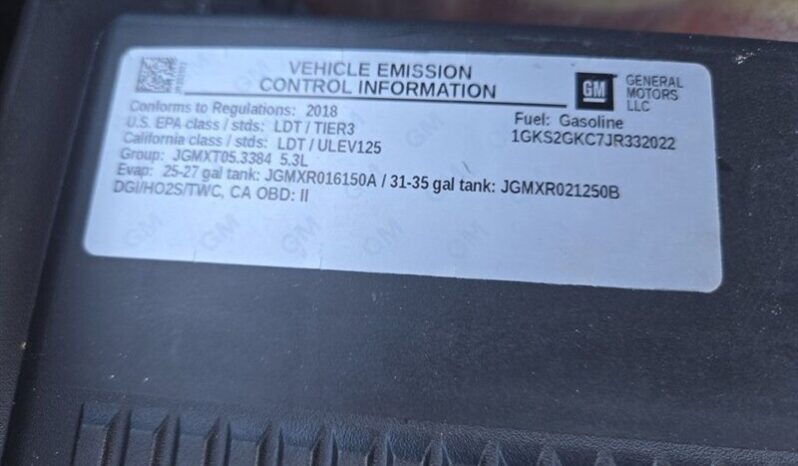 VEHICLE EMISSION
CONTROL INFORMATION
GM
GENERAL
MOTORS
LLC
Conforms to Regulations: 2018
U.S. EPA class / stds: LDT / TIER3
California class / stds: LDT / ULEV125
Group: JGMXT05.3384 5.3L
Evap: 25-27 gal tank: JGMXR016150A / 31-35 gal tank: JGMXR021250B
DGI/HO2S/TWC, CA OBD: II
Fuel: Gasoline
1GKS2GKC7JR332022